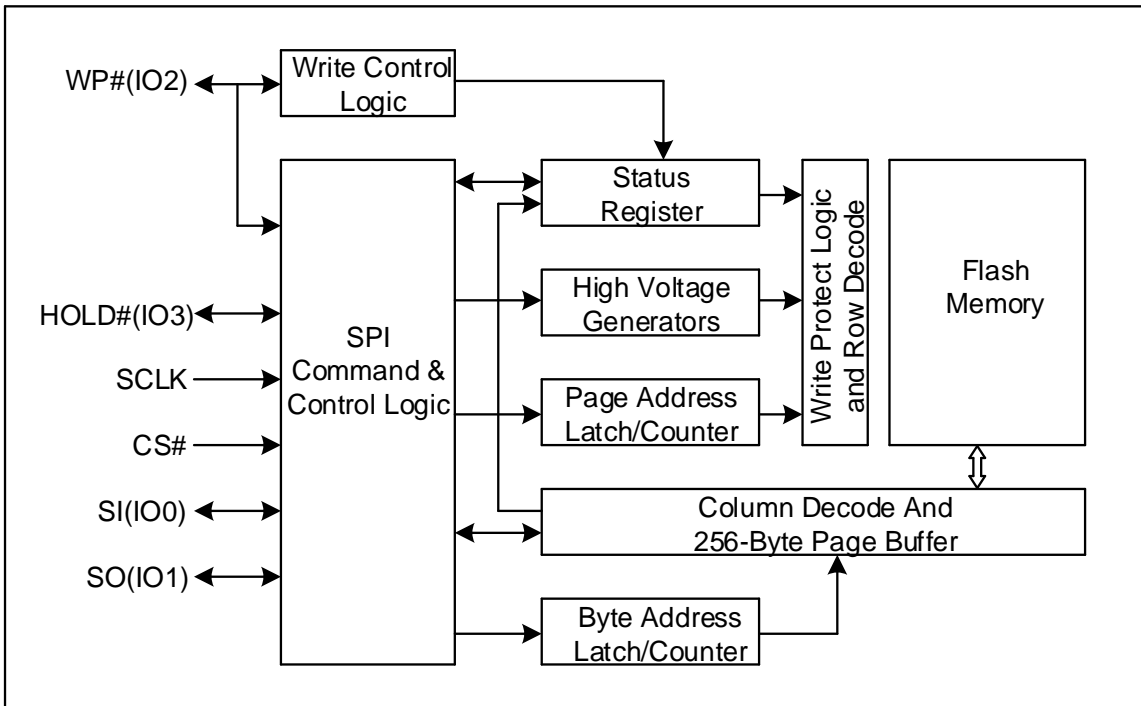 WP#(IO2)
Write Control
Logic
Status
Register
High Voltage
Generators
Page Address
Latch/Counter
Write Protect Logic
and Row Decode
Flash
Memory
HOLD#(IO3)
SCLK
CS#
SI(IO0)
SO(IO1)
SPI
Command &
Control Logic
Column Decode And
256-Byte Page Buffer
Byte Address
Latch/Counter